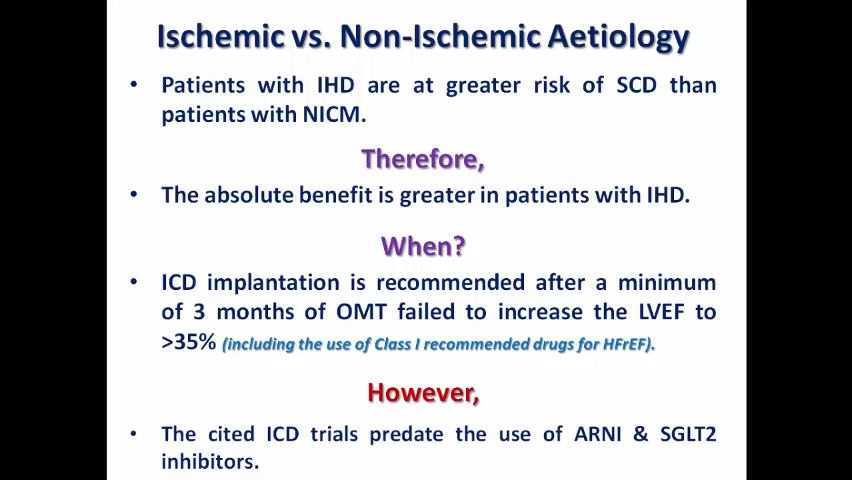 Ischemic vs. Non-Ischemic Aetiology
• Patients with IHD are at greater risk of SCD than
patients with NICM.
Therefore,
• The absolute benefit is greater in patients with IHD.
When?
• ICD implantation is recommended after a minimum
of 3 months of OMT failed to increase the LVEF to
>35% (including the use of Class I recommended drugs for HFrEF).
However,
• The cited ICD trials predate the use of ARNI & SGLT2
inhibitors.